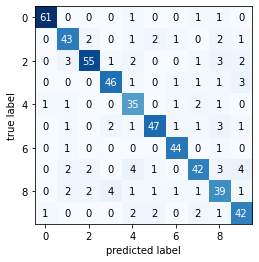 0 61 0 0 0 1 0 0 1 1 0
0 43 2 0 1 2 1 0 2 1
2 0 3 55 1 2 0 0 1 3 2
0 0 0 46 1 0 1 1 1 3
4 1 1 0 0 35 0 1 2 1 0
0 1 0 2 1 47 1 1 3 1
6 0 1 0 0 0 0 44 0 1 0
0 2 2 0 4 1 0 42 3 4
8 0 2 2 4 1 1 1 1 39 1
1 0 0 0 2 2 0 2 1 42
0 2 4 6 8
predicted label
true label